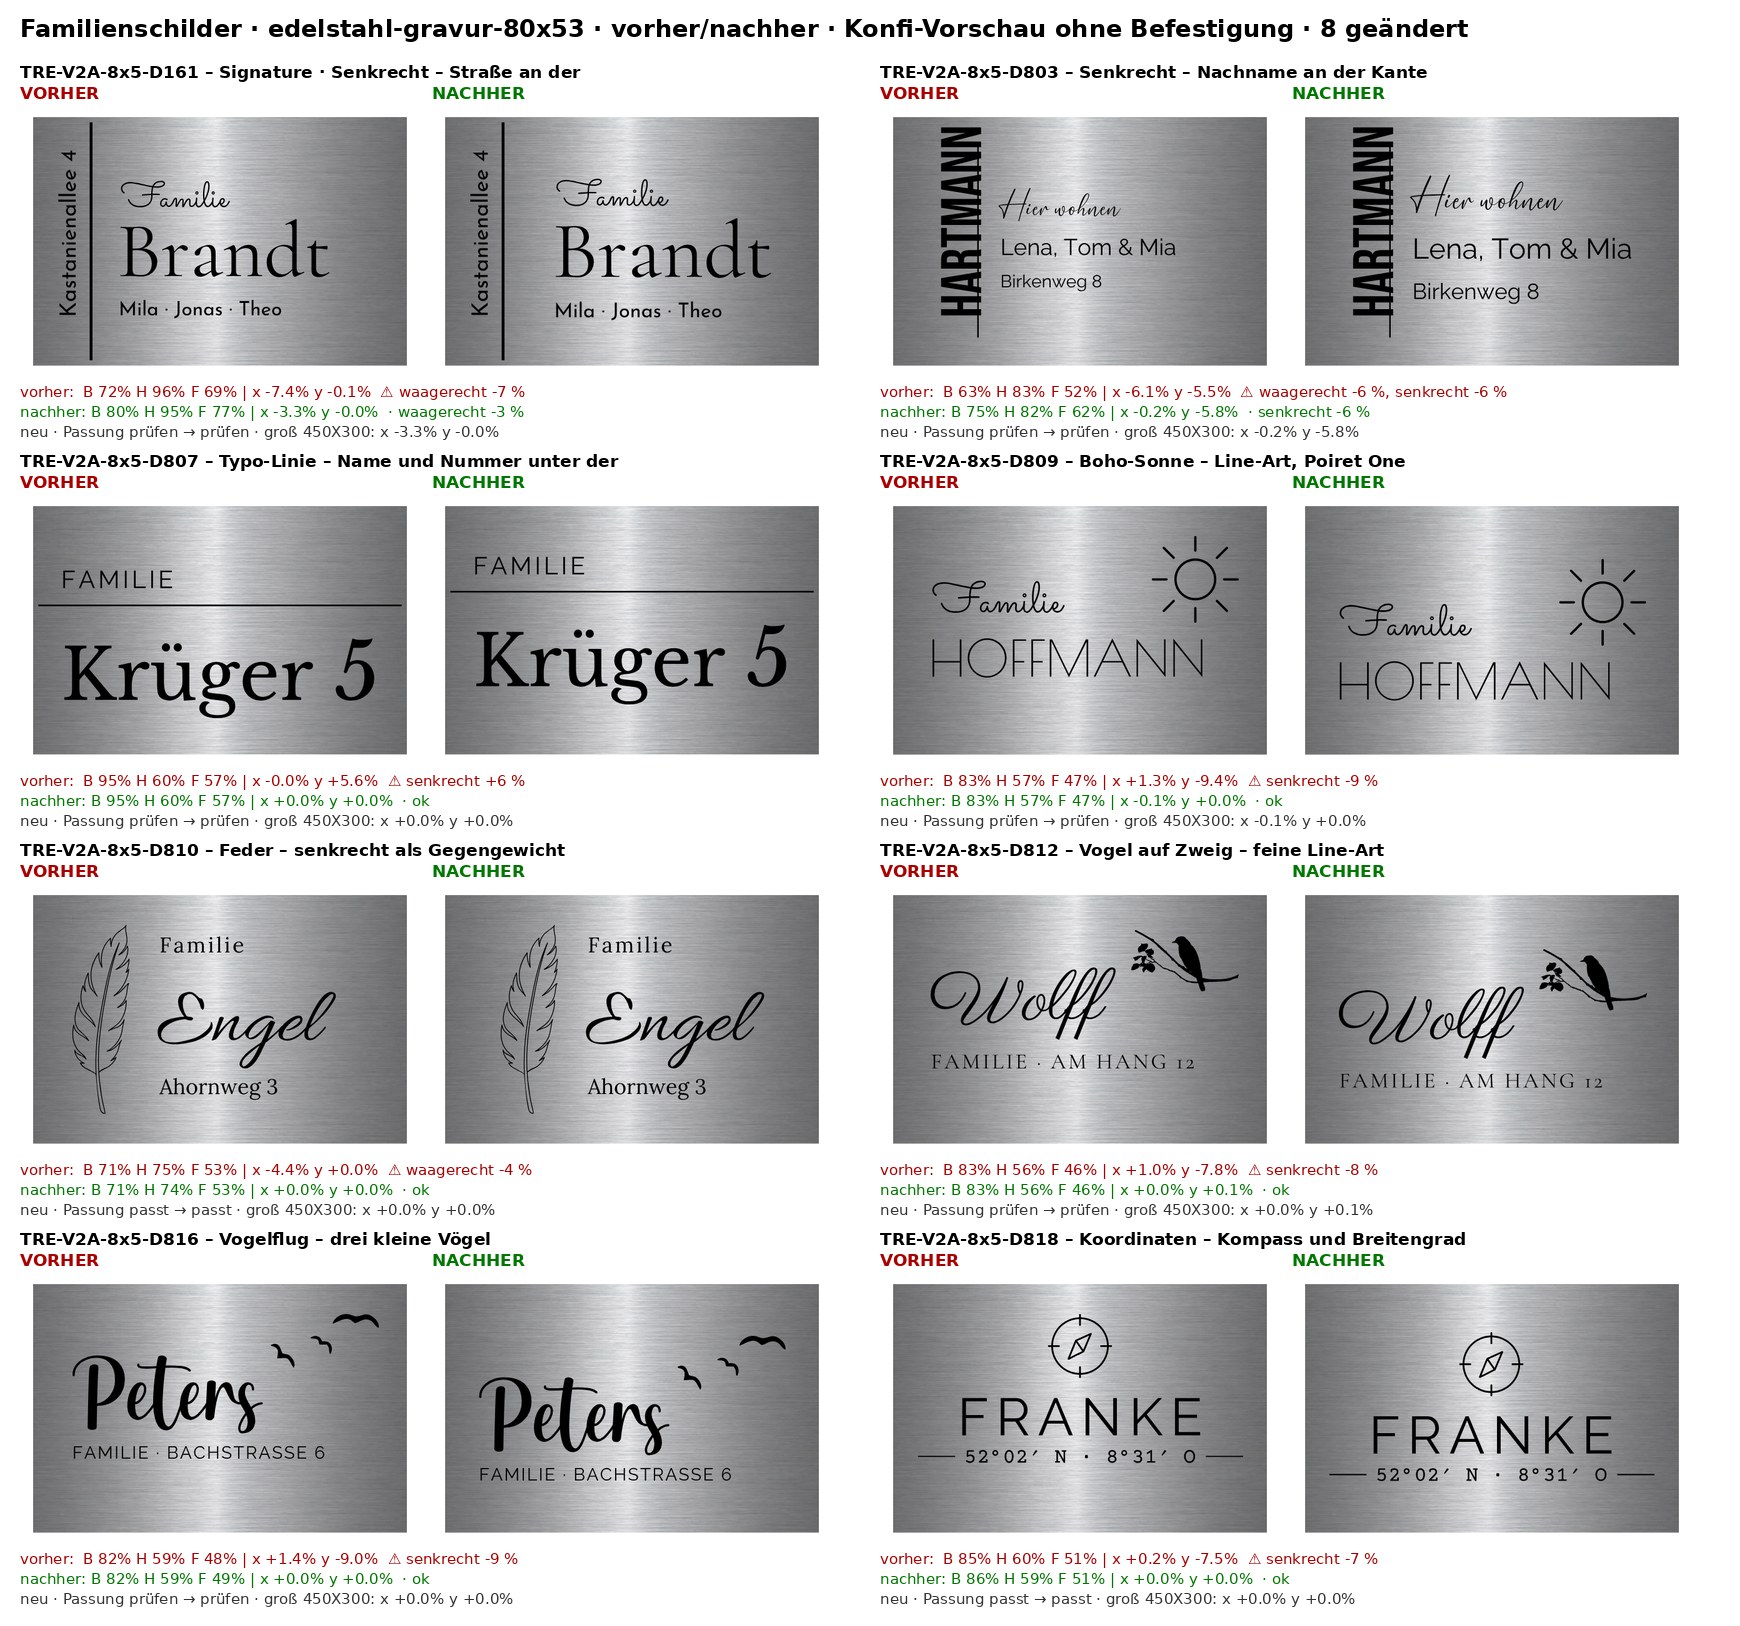 Familienschilder · edelstahl-gravur-80x53 · vorher/nachher · Konfi-Vorschau ohne Befestigung · 8 geändert
TRE-V2A-8x5-D161 – Signature · Senkrecht – Straße an der
VORHER
NACHHER
Kastanienallee 4
Familie
Brandt
Mila · Jonas · Theo
Kastanienallee 4
Familie
Brandt
Mila · Jonas · Theo
vorher: B 72% H 96% F 69% | x -7.4% y -0.1% ⚠ waagerecht -7 %
nachher: B 80% H 95% F 77% | x -3.3% y -0.0% · waagerecht -3 %
neu · Passung prüfen → prüfen · groß 450X300: x -3.3% y -0.0%
TRE-V2A-8x5-D803 – Senkrecht – Nachname an der Kante
VORHER
NACHHER
HARTMANN
Hier wohnen
Lena, Tom & Mia
Birkenweg 8
HARTMANN
Hier wohnen
Lena, Tom & Mia
Birkenweg 8
vorher: B 63% H 83% F 52% | x -6.1% y -5.5% ⚠ waagerecht -6 %, senkrecht -6 %
nachher: B 75% H 82% F 62% | x -0.2% y -5.8% · senkrecht -6 %
neu · Passung prüfen → prüfen · groß 450X300: x -0.2% y -5.8%
TRE-V2A-8x5-D807 – Typo-Linie – Name und Nummer unter der
VORHER
NACHHER
FAMILIE
Krüger 5
FAMILIE
Krüger 5
vorher: B 95% H 60% F 57% | x -0.0% y +5.6% ⚠ senkrecht +6 %
nachher: B 95% H 60% F 57% | x +0.0% y +0.0% · ok
neu · Passung prüfen → prüfen · groß 450X300: x +0.0% y +0.0%
TRE-V2A-8x5-D809 – Boho-Sonne – Line-Art, Poiret One
VORHER
NACHHER
Familie
HOFFMANN
Familie
HOFFMANN
vorher: B 83% H 57% F 47% | x +1.3% y -9.4% ⚠ senkrecht -9 %
nachher: B 83% H 57% F 47% | x -0.1% y +0.0% · ok
neu · Passung prüfen → prüfen · groß 450X300: x -0.1% y +0.0%
TRE-V2A-8x5-D810 – Feder – senkrecht als Gegengewicht
VORHER
NACHHER
Familie
Engel
Ahornweg 3
Familie
Engel
Ahornweg 3
vorher: B 71% H 75% F 53% | x -4.4% y +0.0% ⚠ waagerecht -4 %
nachher: B 71% H 74% F 53% | x +0.0% y +0.0% · ok
neu · Passung passt → passt · groß 450X300: x +0.0% y +0.0%
TRE-V2A-8x5-D812 – Vogel auf Zweig – feine Line-Art
VORHER
NACHHER
Wolff
FAMILIE · AM HANG 12
Wolff
FAMILIE · AM HANG 12
vorher: B 83% H 56% F 46% | x +1.0% y -7.8% ⚠ senkrecht -8 %
nachher: B 83% H 56% F 46% | x +0.0% y +0.1% · ok
neu · Passung prüfen → prüfen · groß 450X300: x +0.0% y +0.1%
TRE-V2A-8x5-D816 – Vogelflug – drei kleine Vögel
VORHER
NACHHER
Peters
FAMILIE · BACHSTRASSE 6
Peters
FAMILIE · BACHSTRASSE 6
vorher: B 82% H 59% F 48% | x +1.4% y -9.0% ⚠ senkrecht -9 %
nachher: B 82% H 59% F 49% | x +0.0% y +0.0% · ok
neu · Passung prüfen → prüfen · groß 450X300: x +0.0% y +0.0%
TRE-V2A-8x5-D818 – Koordinaten – Kompass und Breitengrad
VORHER
NACHHER
FRANKE
52°02′ N · 8°31′ O
FRANKE
52°02′ N · 8°31′ O
vorher: B 85% H 60% F 51% | x +0.2% y -7.5% ⚠ senkrecht -7 %
nachher: B 86% H 59% F 51% | x +0.0% y +0.0% · ok
neu · Passung passt → passt · groß 450X300: x +0.0% y +0.0%